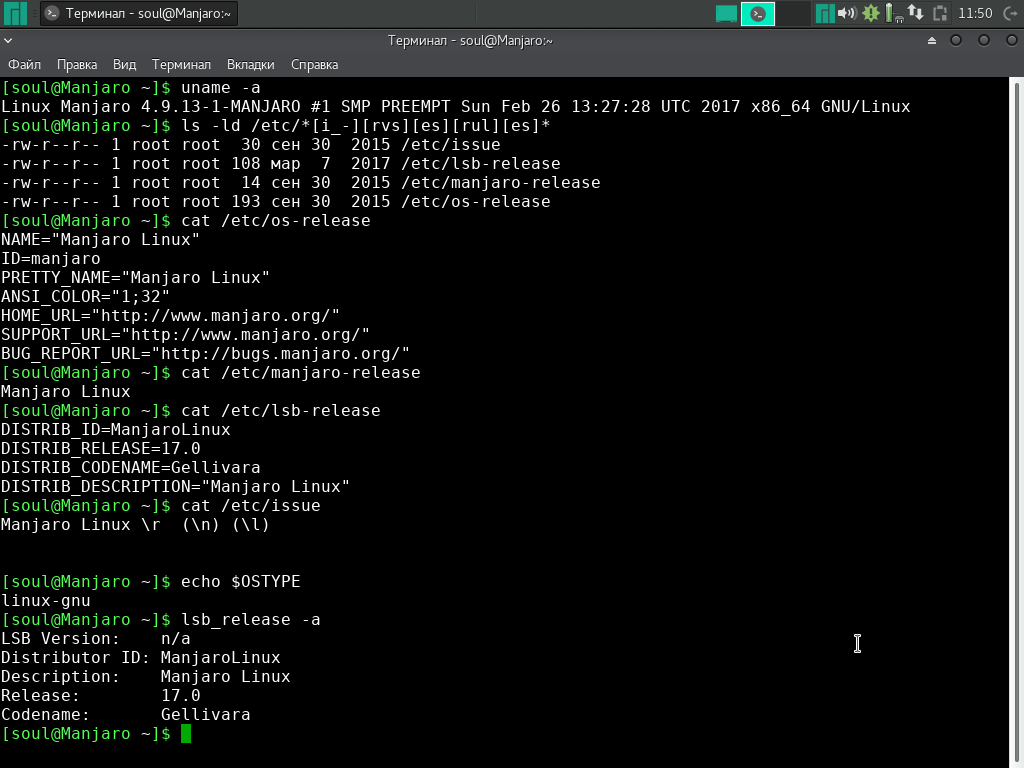 Терминал - soul@Manjaro:~
11:50
Терминал - soul@Manjaro:~
Файл Правка Вид Терминал Вкладки Справка
[soul@Manjaro ~]$ uname -a
Linux Manjaro 4.9.13-1-MANJARO #1 SMP PREEMPT Sun Feb 26 13:27:28 UTC 2017 x86_64 GNU/Linux
[soul@Manjaro ~]$ ls -ld /etc/*[i_-][rvs][es][rul][es]*
-rw-r--r-- 1 root root  30 сен 30  2015 /etc/issue
-rw-r--r-- 1 root root 108 мар  7  2017 /etc/lsb-release
-rw-r--r-- 1 root root  14 сен 30  2015 /etc/manjaro-release
-rw-r--r-- 1 root root 193 сен 30  2015 /etc/os-release
[soul@Manjaro ~]$ cat /etc/os-release
NAME="Manjaro Linux"
ID=manjaro
PRETTY_NAME="Manjaro Linux"
ANSI_COLOR="1;32"
HOME_URL="http://www.manjaro.org/"
SUPPORT_URL="http://www.manjaro.org/"
BUG_REPORT_URL="http://bugs.manjaro.org/"
[soul@Manjaro ~]$ cat /etc/manjaro-release
Manjaro Linux
[soul@Manjaro ~]$ cat /etc/lsb-release
DISTRIB_ID=ManjaroLinux
DISTRIB_RELEASE=17.0
DISTRIB_CODENAME=Gellivara
DISTRIB_DESCRIPTION="Manjaro Linux"
[soul@Manjaro ~]$ cat /etc/issue
Manjaro Linux \r  (\n) (\l)
[soul@Manjaro ~]$ echo $OSTYPE
linux-gnu
[soul@Manjaro ~]$ lsb_release -a
LSB Version:    n/a
Distributor ID: ManjaroLinux
Description:    Manjaro Linux
Release:        17.0
Codename:       Gellivara
[soul@Manjaro ~]$